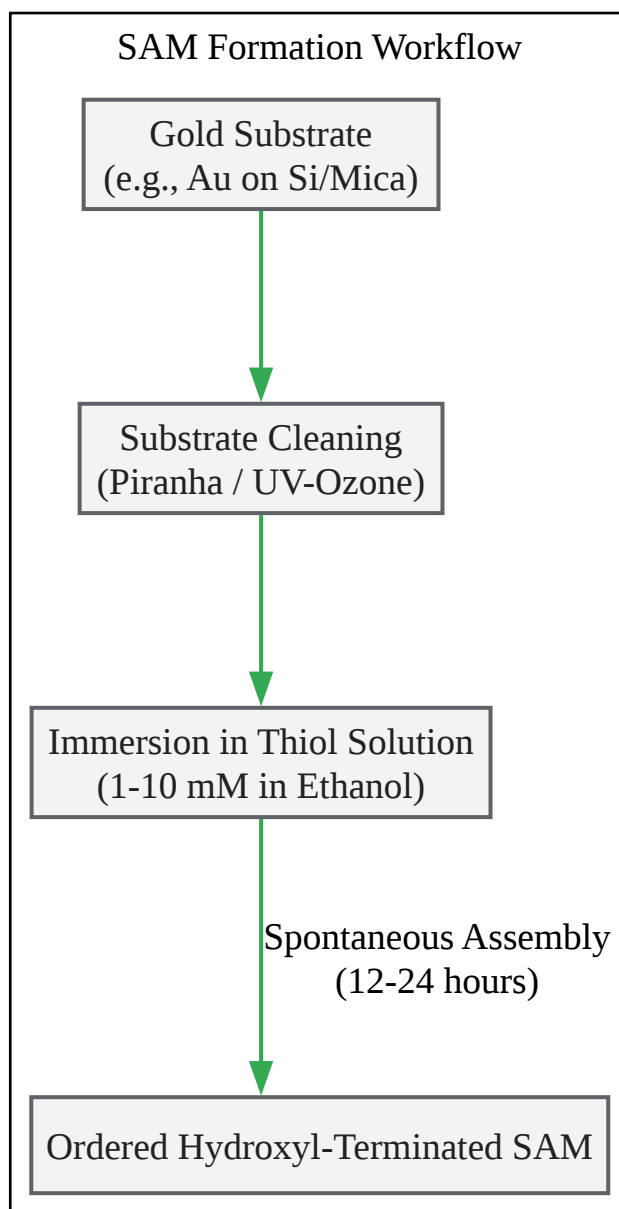 SAM Formation Workflow
Gold Substrate
(e.g., Au on Si/Mica)
Substrate Cleaning
(Piranha / UV-Ozone)
Immersion in Thiol Solution
(1-10 mM in Ethanol)
Spontaneous Assembly
(12-24 hours)
Ordered Hydroxyl-Terminated SAM